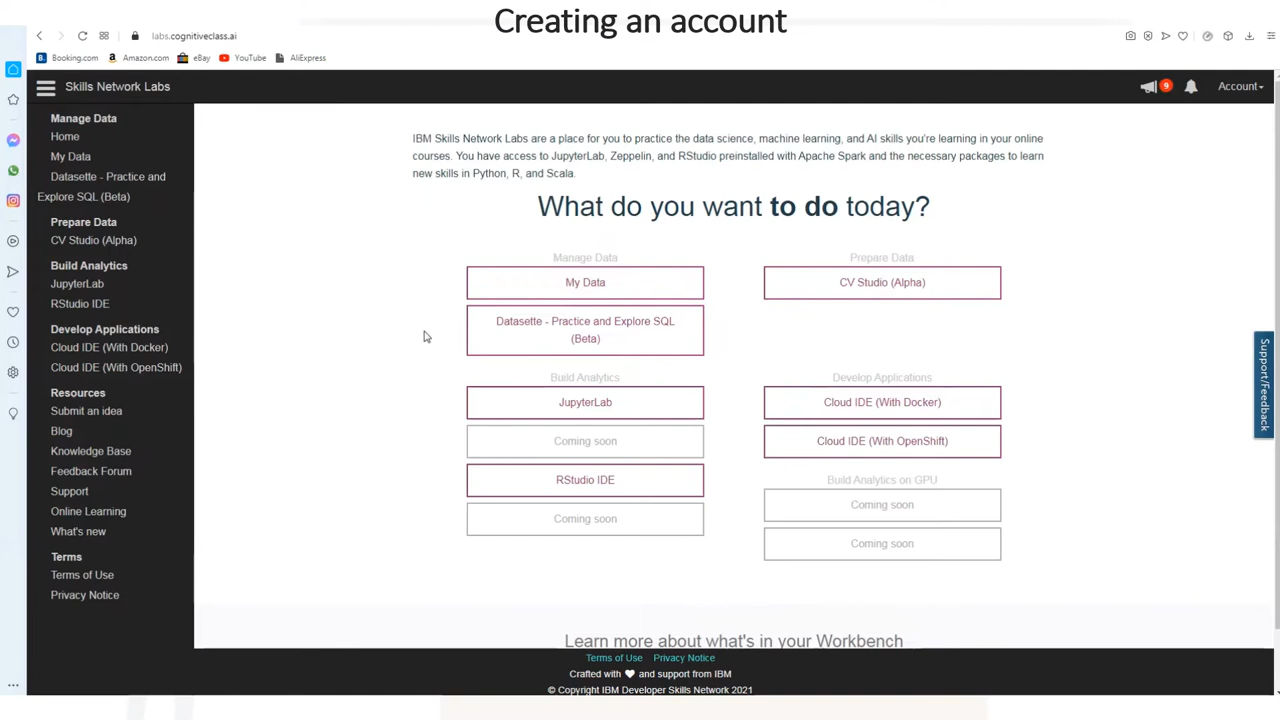 Creating an account
labs.cognitiveclass.ai
B. Booking.com
a Amazon.com
eBay
YouTube
AliExpress
Skills Network Labs
9
Account
Manage Data
Home
My Data
Datasette - Practice and
Explore SQL (Beta)
Prepare Data
CV Studio (Alpha)
Build Analytics
JupyterLab
RStudio IDE
Develop Applications
Cloud IDE (With Docker)
Cloud IDE (With OpenShift)
Resources
Submit an idea
Blog
Knowledge Base
Feedback Forum
Support
Online Learning
What's new
Terms
Terms of Use
Privacy Notice
IBM Skills Network Labs are a place for you to practice the data science, machine learning, and AI skills you're learning in your online
courses. You have access to JupyterLab, Zeppelin, and RStudio preinstalled with Apache Spark and the necessary packages to learn
new skills in Python, R, and Scala.
What do you want to do today?
Manage Data
My Data
Datasette - Practice and Explore SQL
(Beta)
Prepare Data
CV Studio (Alpha)
Build Analytics
JupyterLab
Coming soon
RStudio IDE
Coming soon
Develop Applications
Cloud IDE (With Docker)
Cloud IDE (With OpenShift)
Build Analytics on GPU
Coming soon
Coming soon
Support/Feedback
Learn more about what's in your Workbench
Terms of Use Privacy Notice
Crafted with ♥ and support from IBM
© Copyright IBM Developer Skills Network 2021